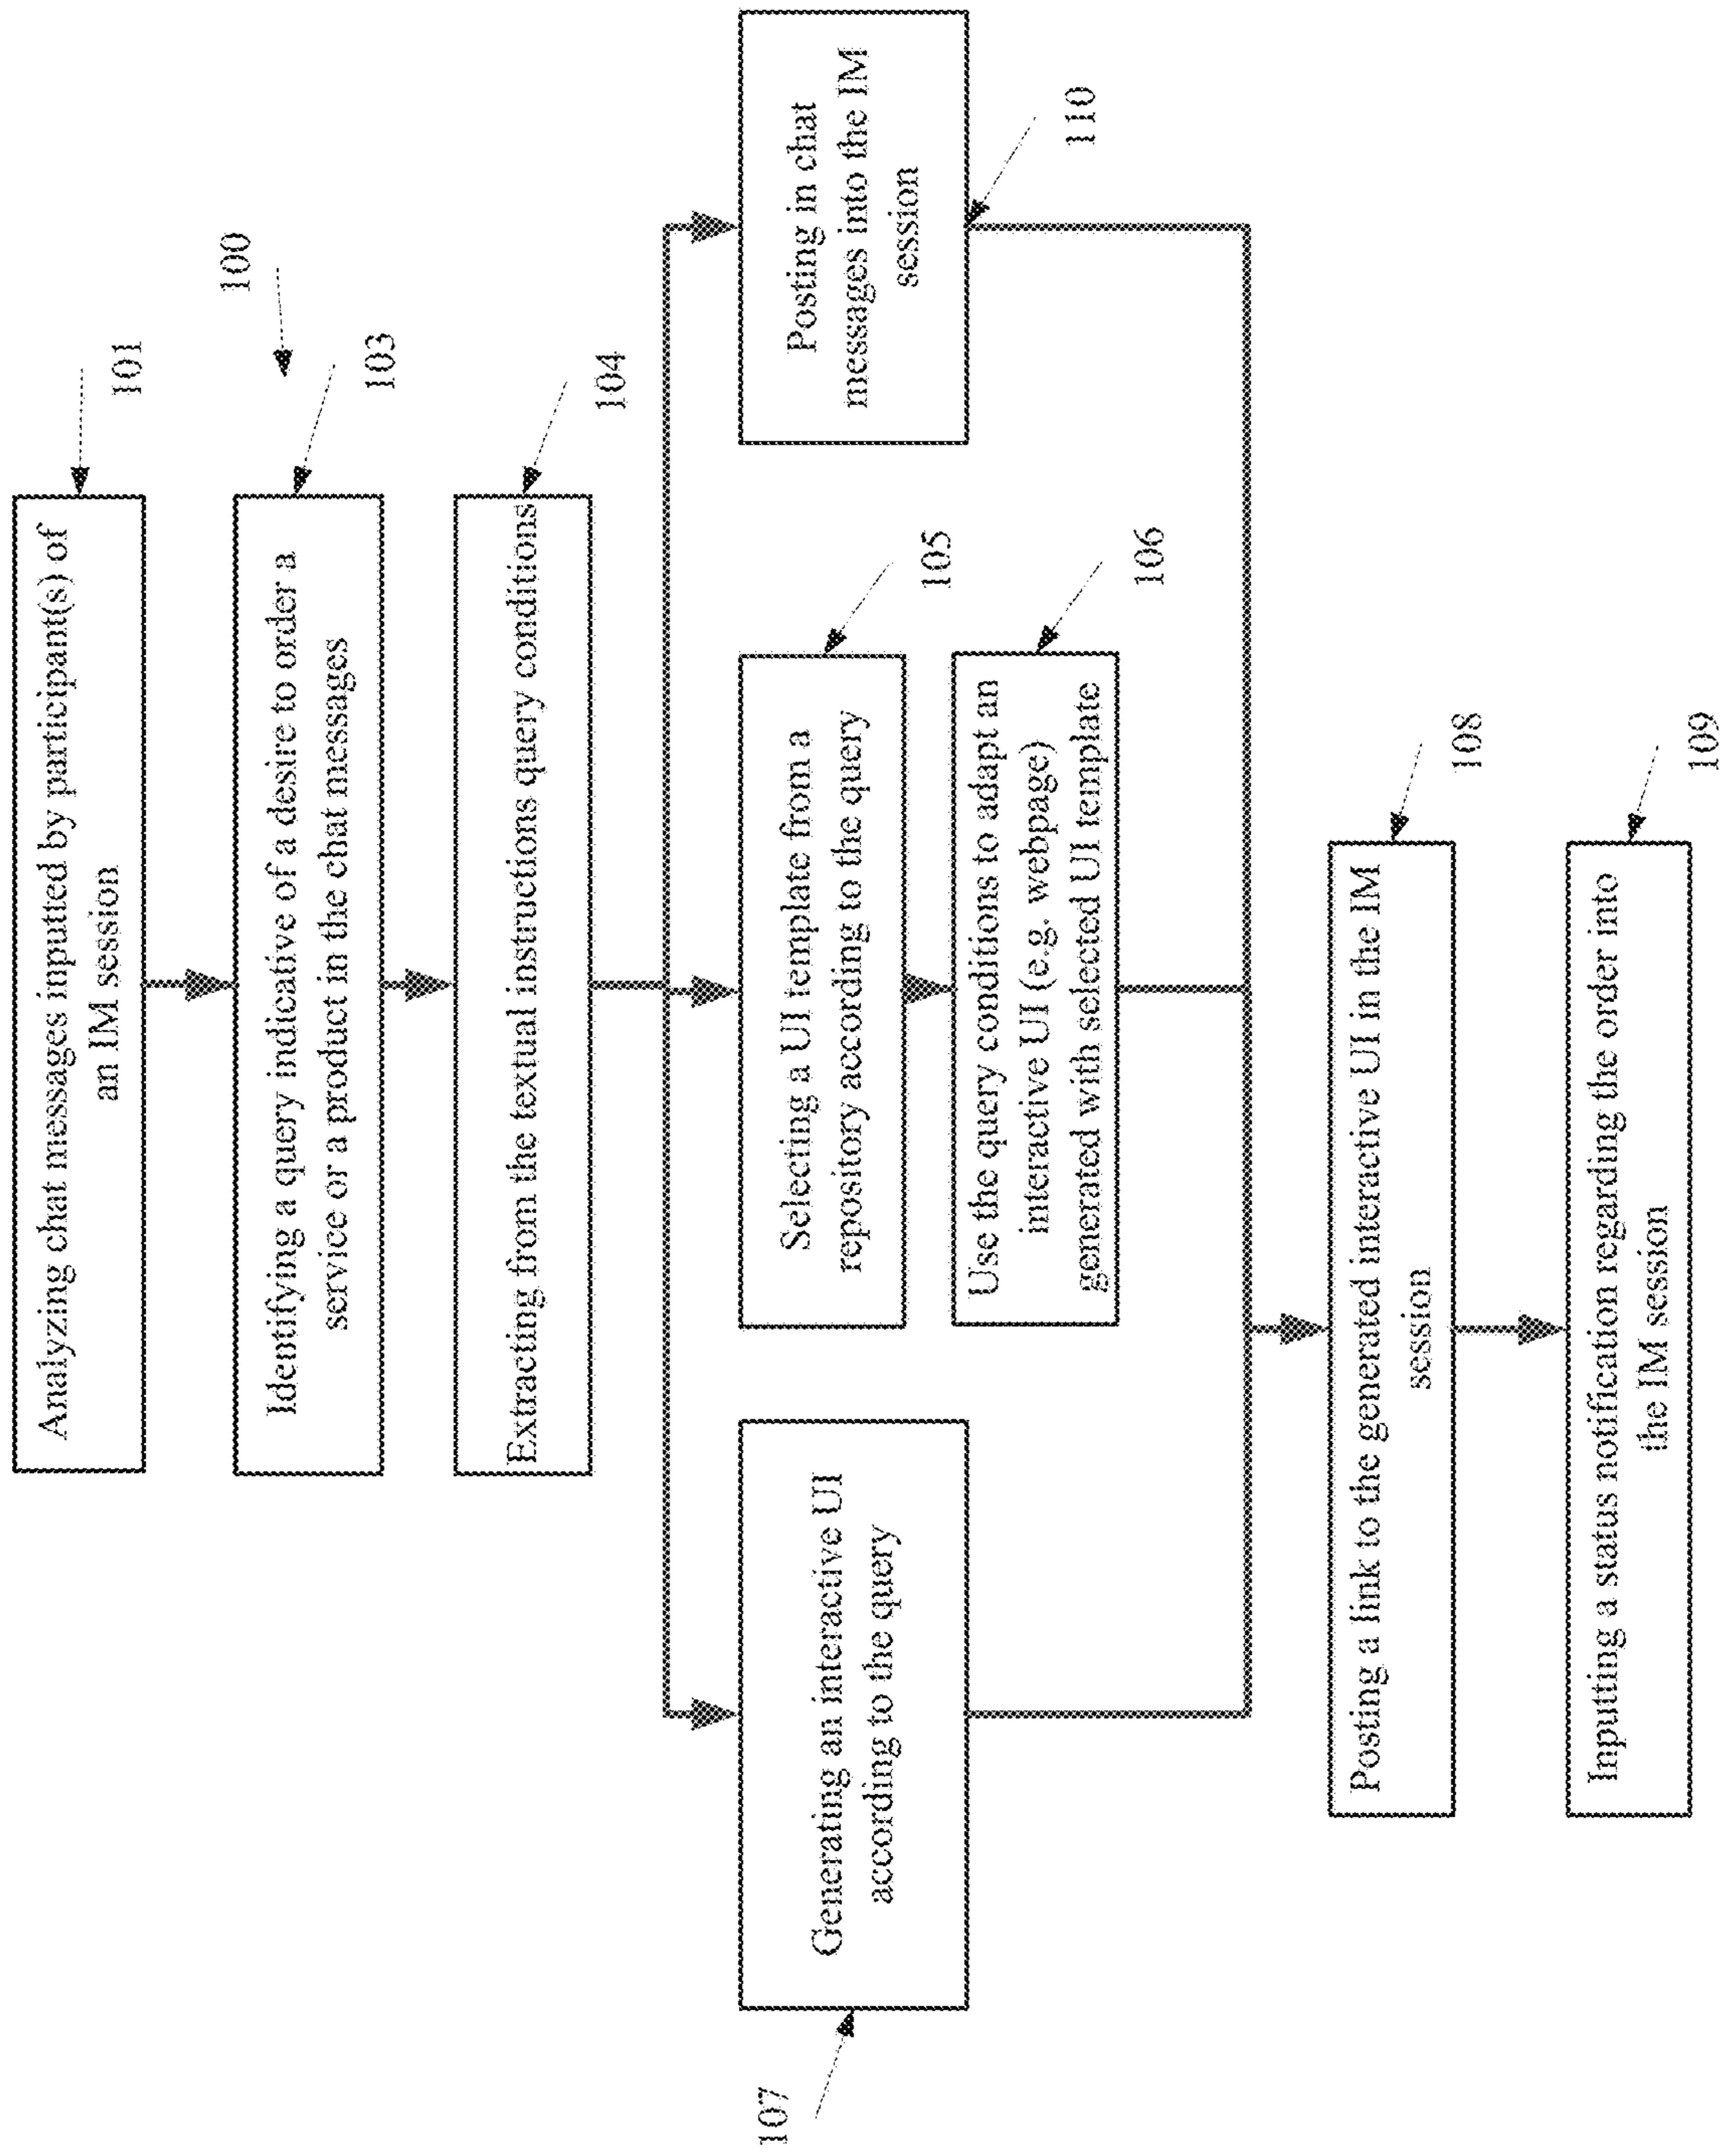 100
Analyzing chat messages inputted by participant(s) of
an IM session
101
Identifying a query indicative of a desire to order a
service or a product in the chat messages
103
Extracting from the textual instructions query conditions
104
107
Generating an interactive UI
according to the query
Selecting a UI template from a
repository according to the query
105
Use the query conditions to adapt an
interactive UI (e.g. webpage)
generated with selected UI template
106
Posting in chat
messages into the IM
session
110
Posting a link to the generated interactive UI in the IM
session
108
Inputing a status notification regarding the order into
the IM session
109